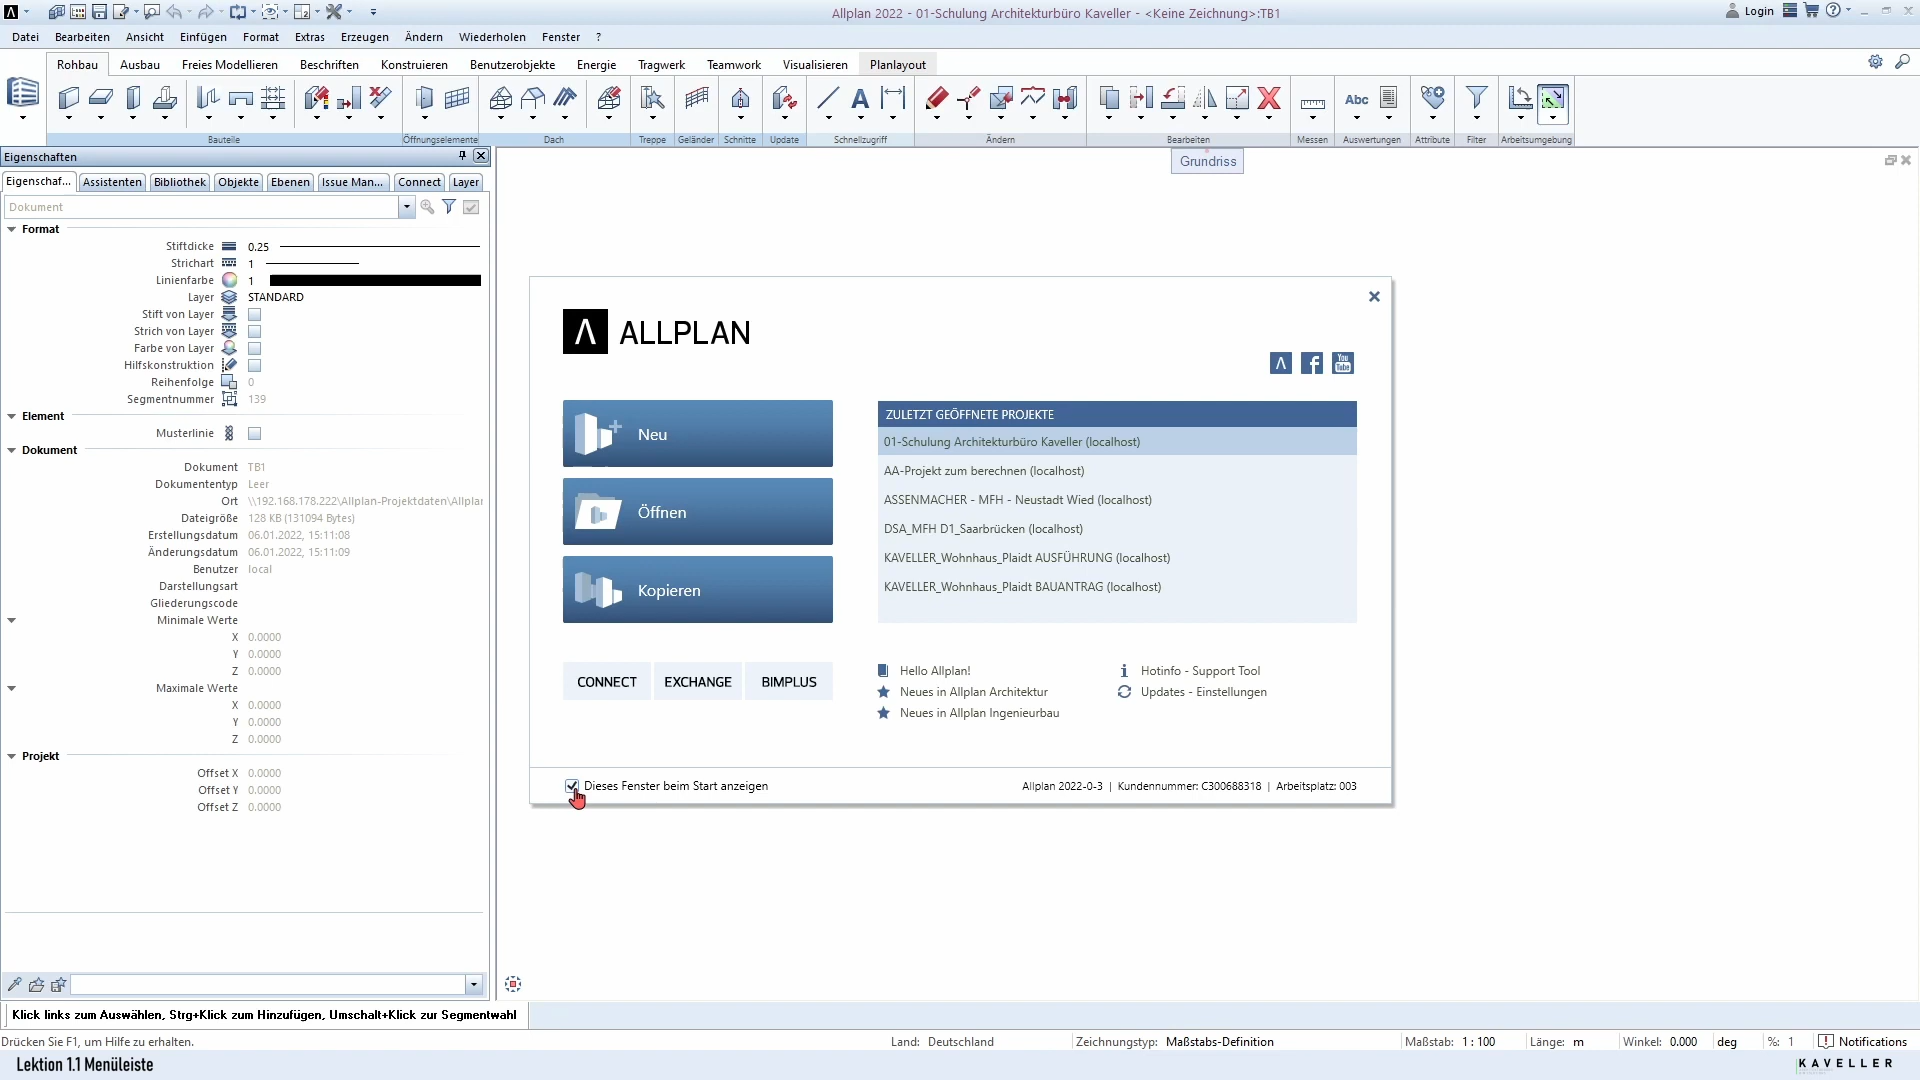 Allplan 2022 - 01-Schulung Architekturbüro Kaveller - <Keine Zeichnung>:TB1
Login
Datei Bearbeiten Ansicht Einfügen Format Extras Erzeugen Ändern Wiederholen Fenster ?
Rohbau Ausbau Freies Modellieren Beschriften Konstruieren Benutzerobjekte Energie Tragwerk Teamwork Visualisieren Planlayout
A Abc
Bauteile Öffnungselemente Dach Treppe Geländer Schnitte Update Schnellzugriff Ändern Bearbeiten Messen Auswertungen Attribute Filter Arbeitsumgebung
Eigenschaften
Grundriss
Eigenschaf... Assistenten Bibliothek Objekte Ebenen Issue Man... Connect Layer
Dokument
Format
Stiftdicke 0.25
Strichart 1
Linienfarbe 1
Layer STANDARD
Stift von Layer
Strich von Layer
Farbe von Layer
Hilfskonstruktion
Reihenfolge 0
Segmentnummer 139
Element
Musterlinie
Dokument
Dokument TB1
Dokumententyp Leer
Ort \\192.168.178.222\Allplan-Projektdaten\Allplar
Dateigröße 128 KB (131094 Bytes)
Erstellungsdatum 06.01.2022, 15:11:08
Änderungsdatum 06.01.2022, 15:11:09
Benutzer local
Darstellungsart
Gliederungscode
Minimale Werte
X 0.0000
Y 0.0000
Z 0.0000
Maximale Werte
X 0.0000
Y 0.0000
Z 0.0000
Projekt
Offset X 0.0000
Offset Y 0.0000
Offset Z 0.0000
ALLPLAN
You Tube
Neu
Öffnen
Kopieren
ZULETZT GEÖFFNETE PROJEKTE
01-Schulung Architekturbüro Kaveller (localhost)
AA-Projekt zum berechnen (localhost)
ASSENMACHER - MFH - Neustadt Wied (localhost)
DSA_MFH D1_Saarbrücken (localhost)
KAVELLER_Wohnhaus_Plaidt AUSFÜHRUNG (localhost)
KAVELLER_Wohnhaus_Plaidt BAUANTRAG (localhost)
CONNECT EXCHANGE BIMPLUS
Hello Allplan!
Neues in Allplan Architektur
Neues in Allplan Ingenieurbau
Hotinfo - Support Tool
Updates - Einstellungen
Dieses Fenster beim Start anzeigen
Allplan 2022-0-3 | Kundennummer: C300688318 | Arbeitsplatz: 003
Klick links zum Auswählen, Strg+Klick zum Hinzufügen, Umschalt+Klick zur Segmentwahl
Drücken Sie F1, um Hilfe zu erhalten.
Land: Deutschland Zeichnungstyp: Maßstabs-Definition Maßstab: 1 : 100 Länge: m Winkel: 0.000 deg %: 1 Notifications
Lektion 1.1 Menüleiste
KAVELLER